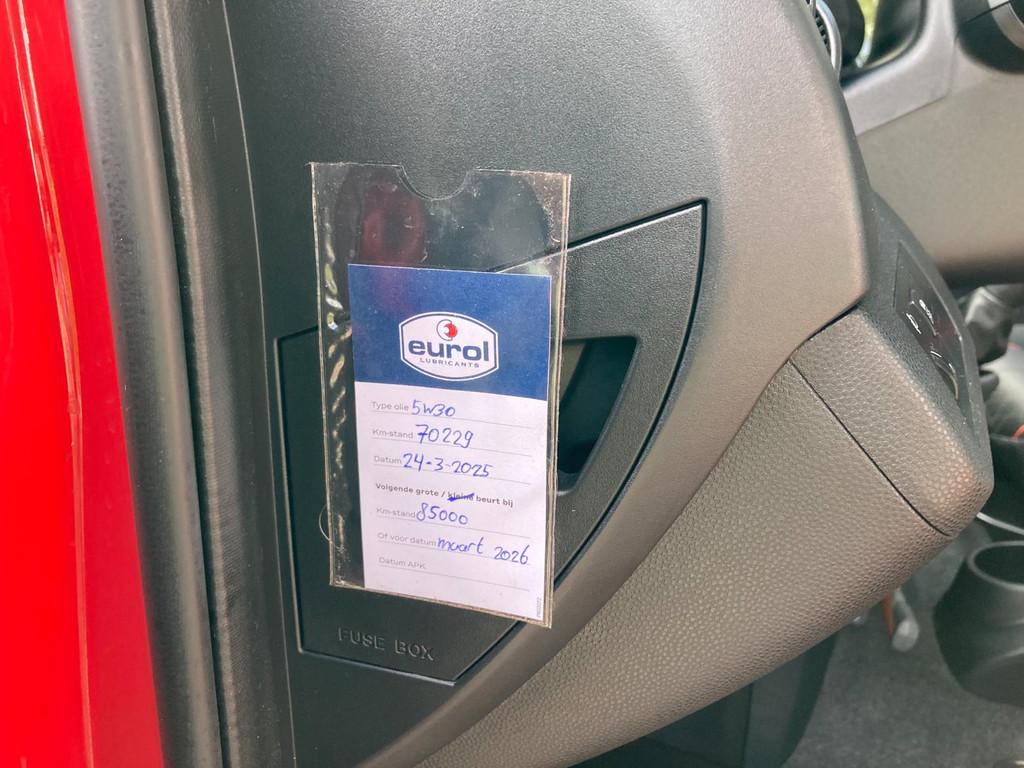 eurol
LUBRICANTS
Type olie 5W30
Km-stand 70229
Datum 24-3-2025
Volgende grote / kleine beurt bij
Km-stand 85000
Of voor datum maart 2026
Datum APK
FUSE BOX